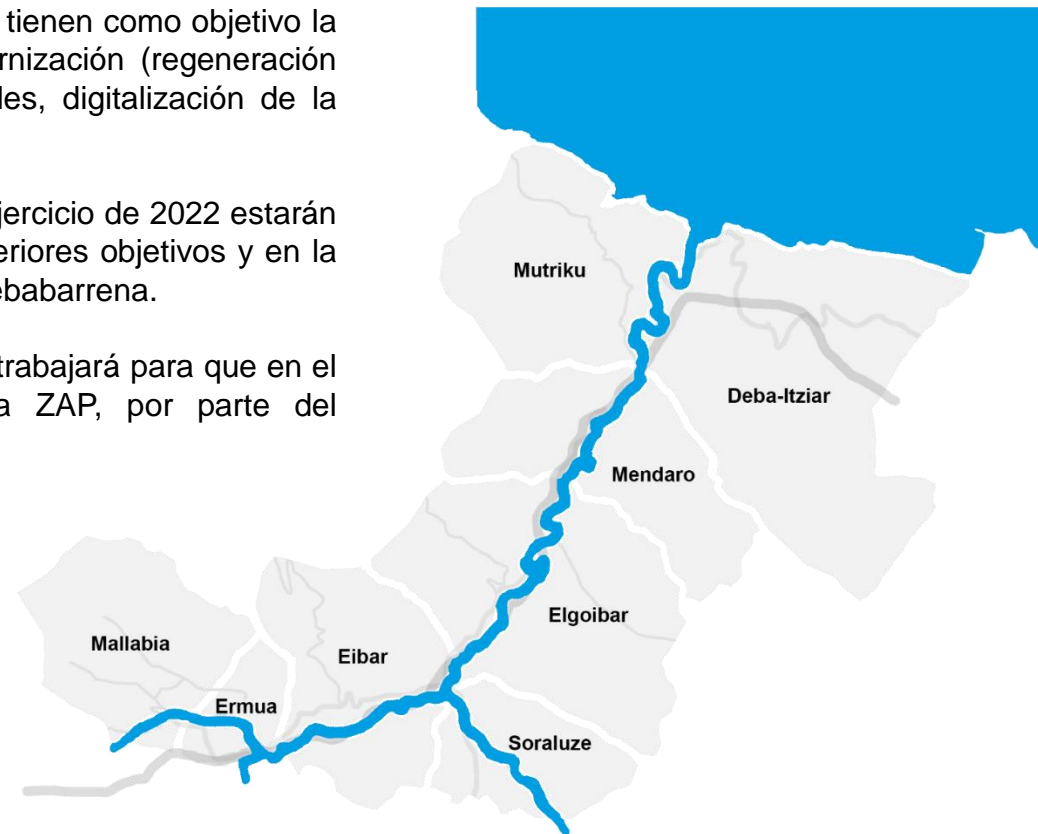 tienen como objetivo la
rnización (regeneración
les, digitalización de la
jercicio de 2022 estarán
eriores objetivos y en la
ebabarrena.
trabajará para que en el
a ZAP, por parte del
Mutriku
Deba-Itziar
Mendaro
Elgoibar
Mallabia
Eibar
Ermua
Soraluze